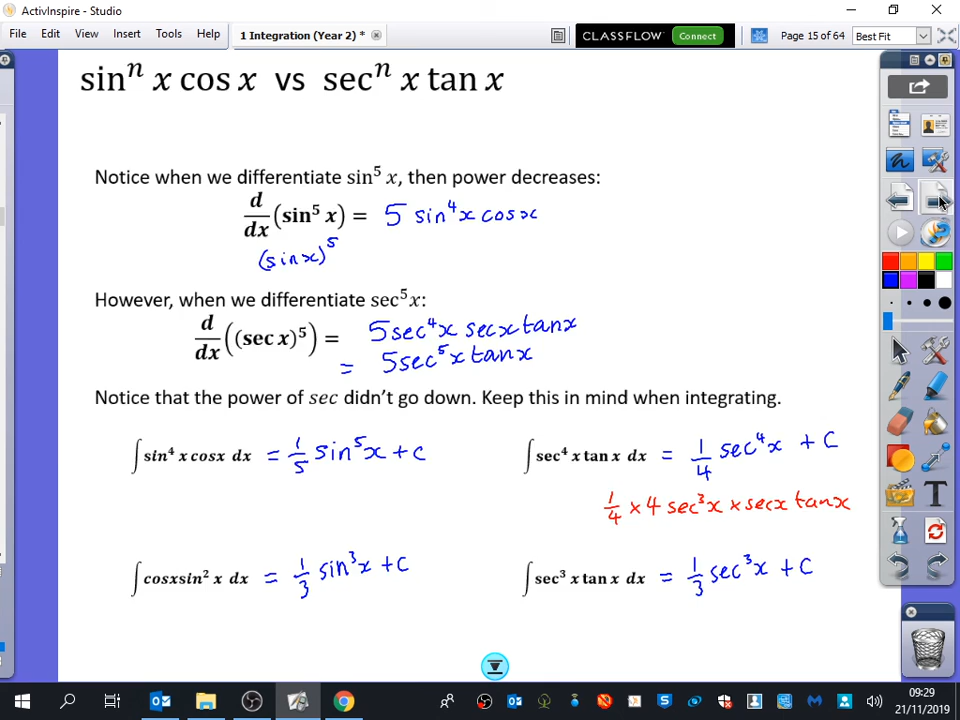 ActivInspire - Studio
File Edit View Insert Tools Help 1 Integration (Year 2) * CLASSFLOW Connect Page 15 of 64 Best Fit
sinⁿ x cos x vs secⁿ x tan x
Notice when we differentiate sin⁵ x, then power decreases:
d/dx (sin⁵ x) = 5 sin⁴x cosx
(sinx)⁵
However, when we differentiate sec⁵x:
d/dx ((sec x)⁵) = 5sec⁴x secx tanx
= 5sec⁵x tanx
Notice that the power of sec didn't go down. Keep this in mind when integrating.
∫ sin⁴ x cosx dx = 1/5 sin⁵x + C
∫ sec⁴ x tan x dx = 1/4 sec⁴x + C
1/4 × 4 sec³x × secx tanx
∫ cosxsin² x dx = 1/3 sin³x + C
∫ sec³ x tan x dx = 1/3 sec³x + C
09:29
21/11/2019